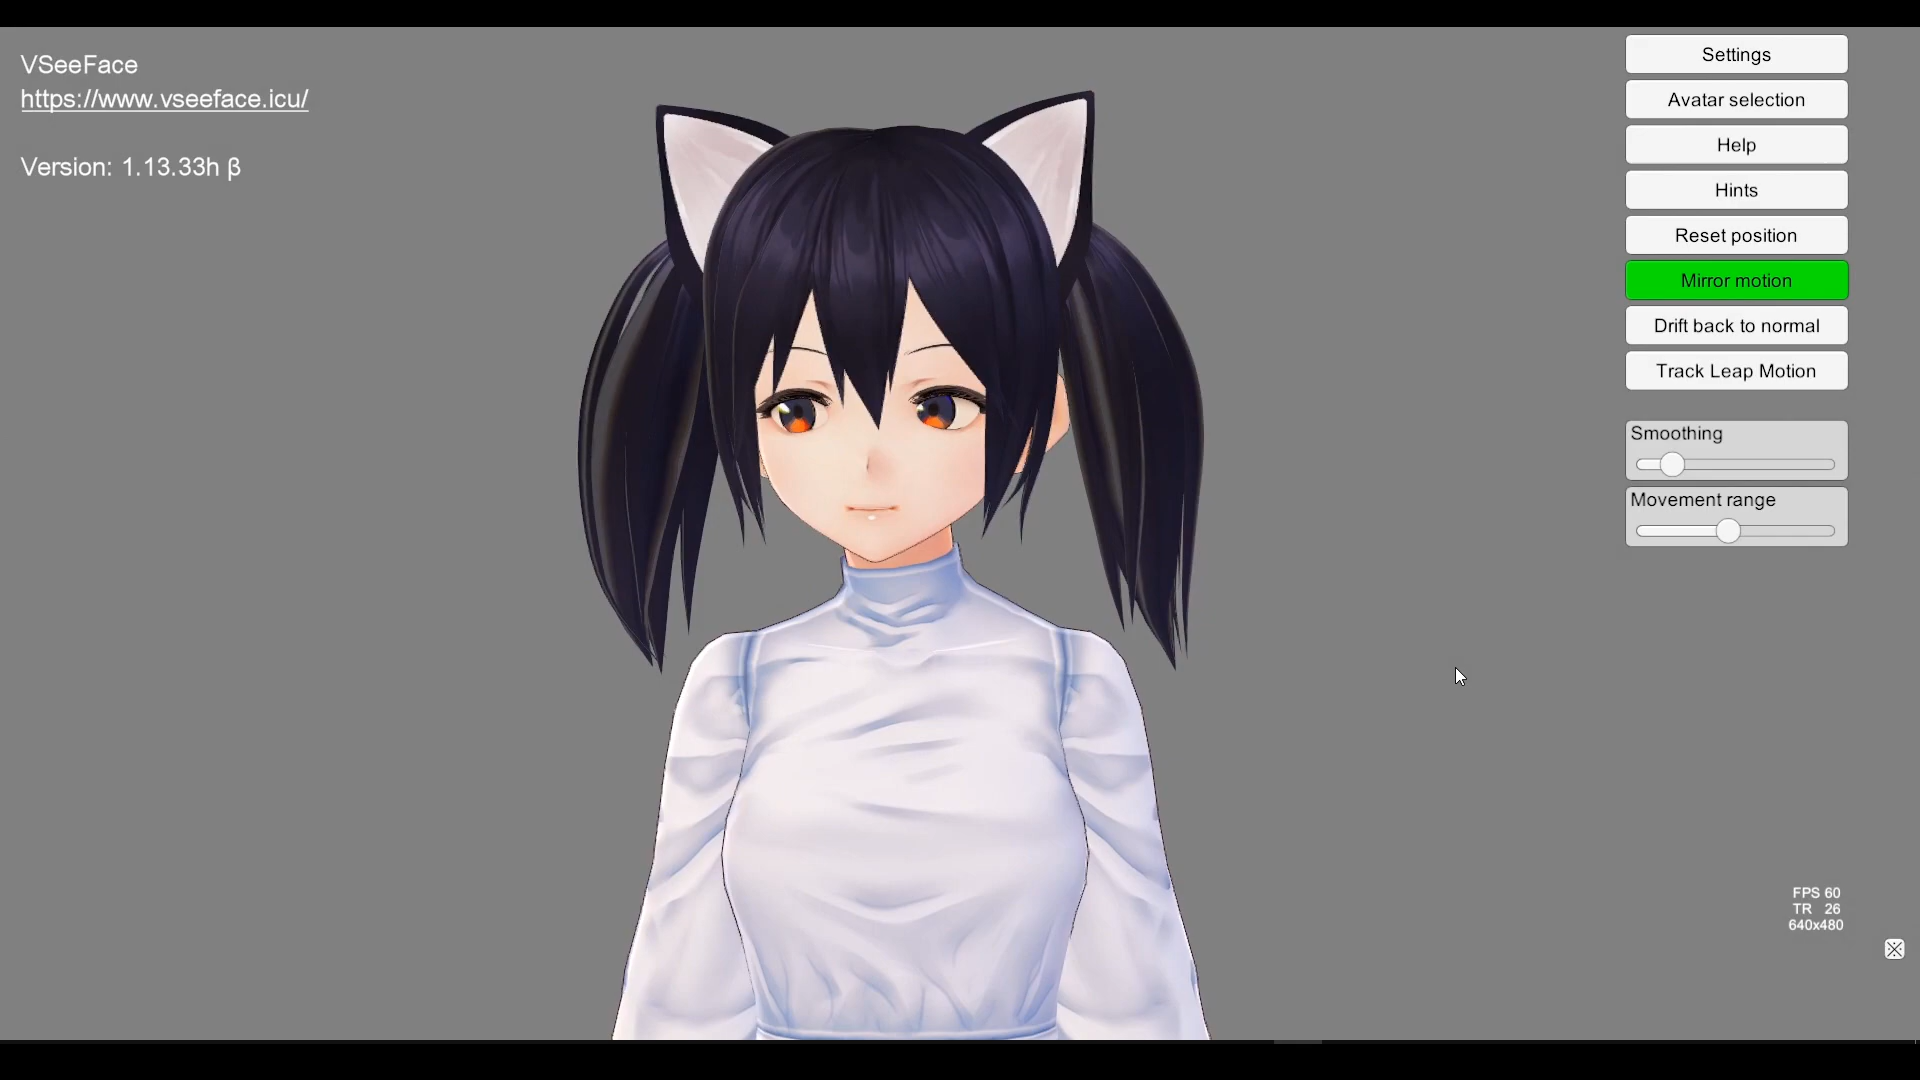 VSeeFace
https://www.vseeface.icu/
Version: 1.13.33h β
Settings
Avatar selection
Help
Hints
Reset position
Mirror motion
Drift back to normal
Track Leap Motion
Smoothing
Movement range
FPS 60
TR 26
640x480